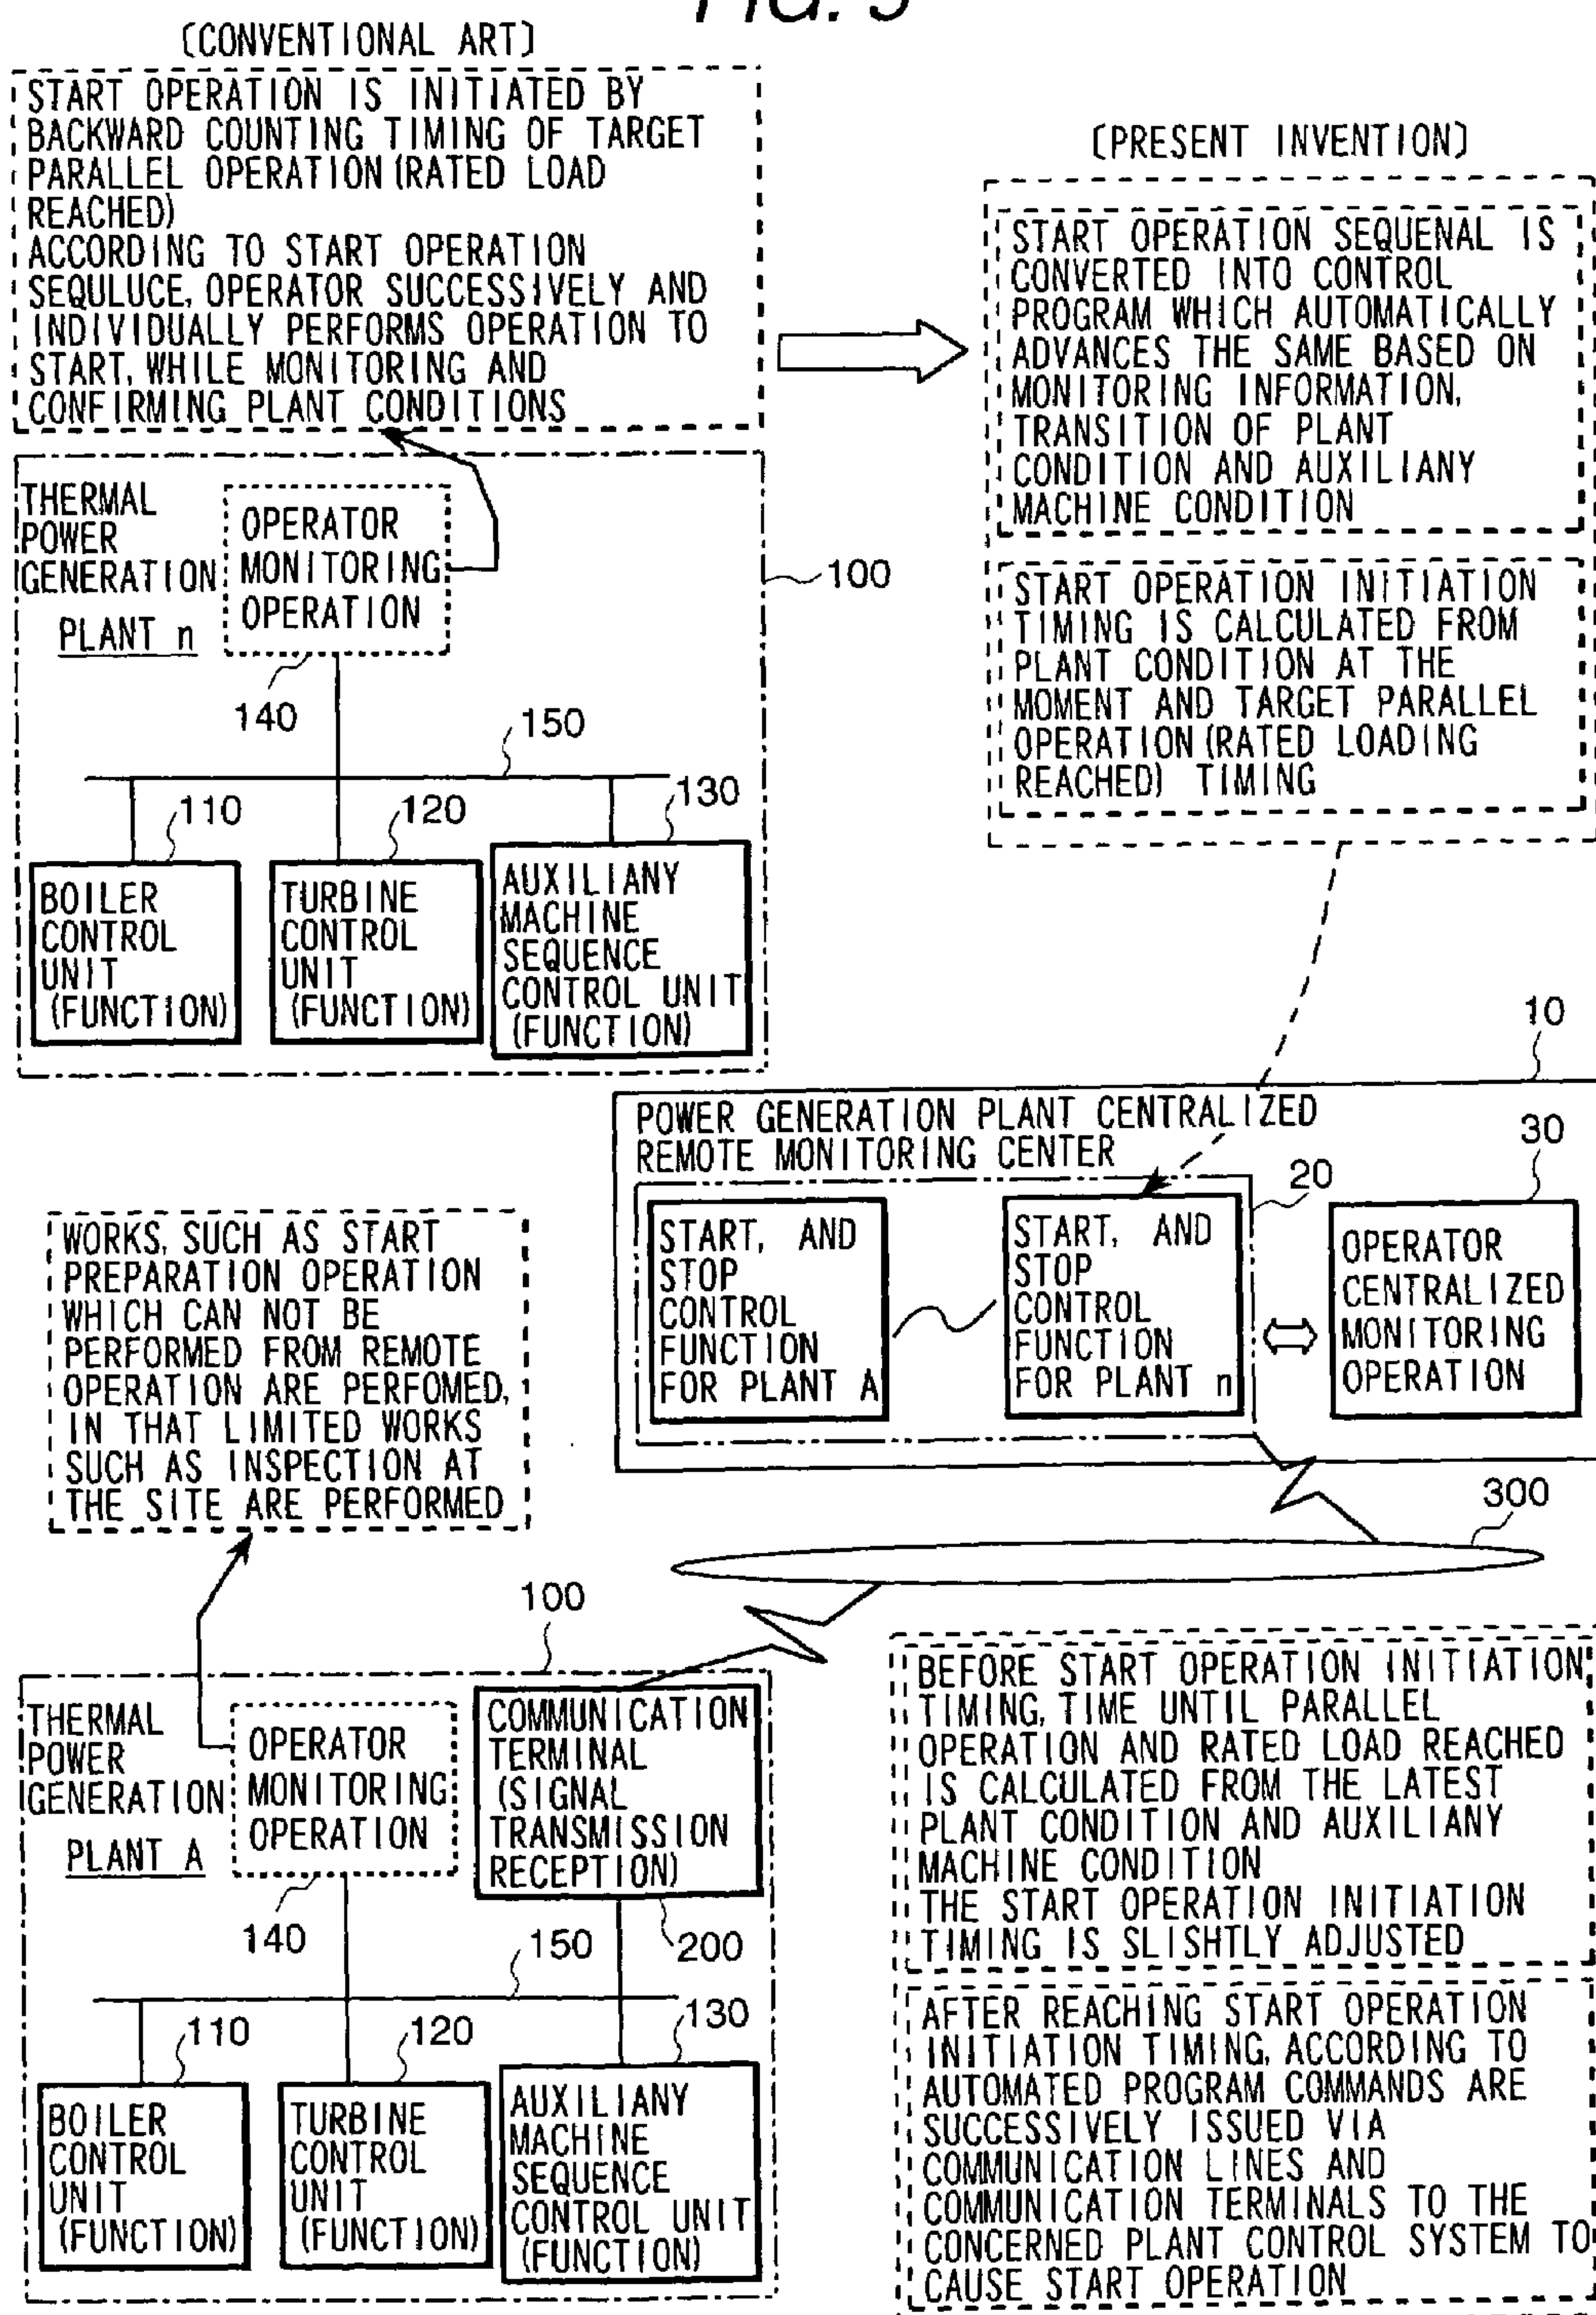 (CONVENTIONAL ART)
START OPERATION IS INITIATED BY
BACKWARD COUNTING TIMING OF TARGET
PARALLEL OPERATION (RATED LOAD
REACHED)
ACCORDING TO START OPERATION
SEQULUCE, OPERATOR SUCCESSIVELY AND
INDIVIDUALLY PERFORMS OPERATION TO
START, WHILE MONITORING AND
CONFIRMING PLANT CONDITIONS
(PRESENT INVENTION)
START OPERATION SEQUENAL IS
CONVERTED INTO CONTROL
PROGRAM WHICH AUTOMATICALLY
ADVANCES THE SAME BASED ON
MONITORING INFORMATION,
TRANSITION OF PLANT
CONDITION AND AUXILIANY
MACHINE CONDITION
START OPERATION INITIATION
TIMING IS CALCULATED FROM
PLANT CONDITION AT THE
MOMENT AND TARGET PARALLEL
OPERATION (RATED LOADING
REACHED) TIMING
THERMAL
POWER
GENERATION
PLANT n
OPERATOR
MONITORING
OPERATION
100
140
150
110
120
130
BOILER
CONTROL
UNIT
(FUNCTION)
TURBINE
CONTROL
UNIT
(FUNCTION)
AUXILIANY
MACHINE
SEQUENCE
CONTROL UNIT
(FUNCTION)
10
POWER GENERATION PLANT CENTRALIZED
REMOTE MONITORING CENTER
30
20
START, AND
STOP
CONTROL
FUNCTION
FOR PLANT A
START, AND
STOP
CONTROL
FUNCTION
FOR PLANT n
OPERATOR
CENTRALIZED
MONITORING
OPERATION
WORKS, SUCH AS START
PREPARATION OPERATION
WHICH CAN NOT BE
PERFORMED FROM REMOTE
OPERATION ARE PERFOMED,
IN THAT LIMITED WORKS
SUCH AS INSPECTION AT
THE SITE ARE PERFORMED
300
100
THERMAL
POWER
GENERATION
PLANT A
OPERATOR
MONITORING
OPERATION
COMMUNICATION
TERMINAL
(SIGNAL
TRANSMISSION
RECEPTION)
140
150
200
110
120
130
BOILER
CONTROL
UNIT
(FUNCTION)
TURBINE
CONTROL
UNIT
(FUNCTION)
AUXILIANY
MACHINE
SEQUENCE
CONTROL UNIT
(FUNCTION)
BEFORE START OPERATION INITIATION
TIMING, TIME UNTIL PARALLEL
OPERATION AND RATED LOAD REACHED
IS CALCULATED FROM THE LATEST
PLANT CONDITION AND AUXILIANY
MACHINE CONDITION
THE START OPERATION INITIATION
TIMING IS SLISHTLY ADJUSTED
AFTER REACHING START OPERATION
INITIATION TIMING, ACCORDING TO
AUTOMATED PROGRAM COMMANDS ARE
SUCCESSIVELY ISSUED VIA
COMMUNICATION LINES AND
COMMUNICATION TERMINALS TO THE
CONCERNED PLANT CONTROL SYSTEM TO
CAUSE START OPERATION